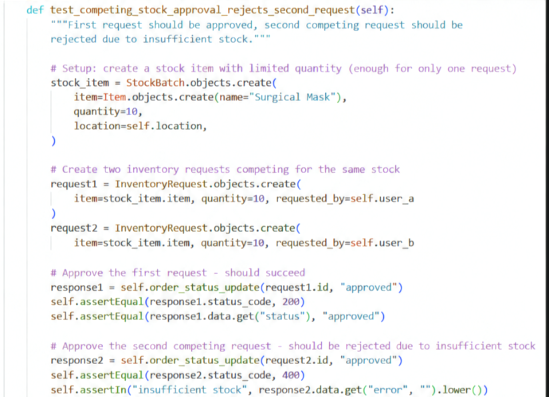 def test_competing_stock_approval_rejects_second_request(self):
    """First request should be approved, second competing request should be
    rejected due to insufficient stock."""

    # Setup: create a stock item with limited quantity (enough for only one request)
    stock_item = StockBatch.objects.create(
        item=Item.objects.create(name="Surgical Mask"),
        quantity=10,
        location=self.location,
    )

    # Create two inventory requests competing for the same stock
    request1 = InventoryRequest.objects.create(
        item=stock_item.item, quantity=10, requested_by=self.user_a
    )
    request2 = InventoryRequest.objects.create(
        item=stock_item.item, quantity=10, requested_by=self.user_b

    # Approve the first request - should succeed
    response1 = self.order_status_update(request1.id, "approved")
    self.assertEqual(response1.status_code, 200)
    self.assertEqual(response1.data.get("status"), "approved")

    # Approve the second competing request - should be rejected due to insufficient stock
    response2 = self.order_status_update(request2.id, "approved")
    self.assertEqual(response2.status_code, 400)
    self.assertIn("insufficient stock", response2.data.get("error", "").lower())